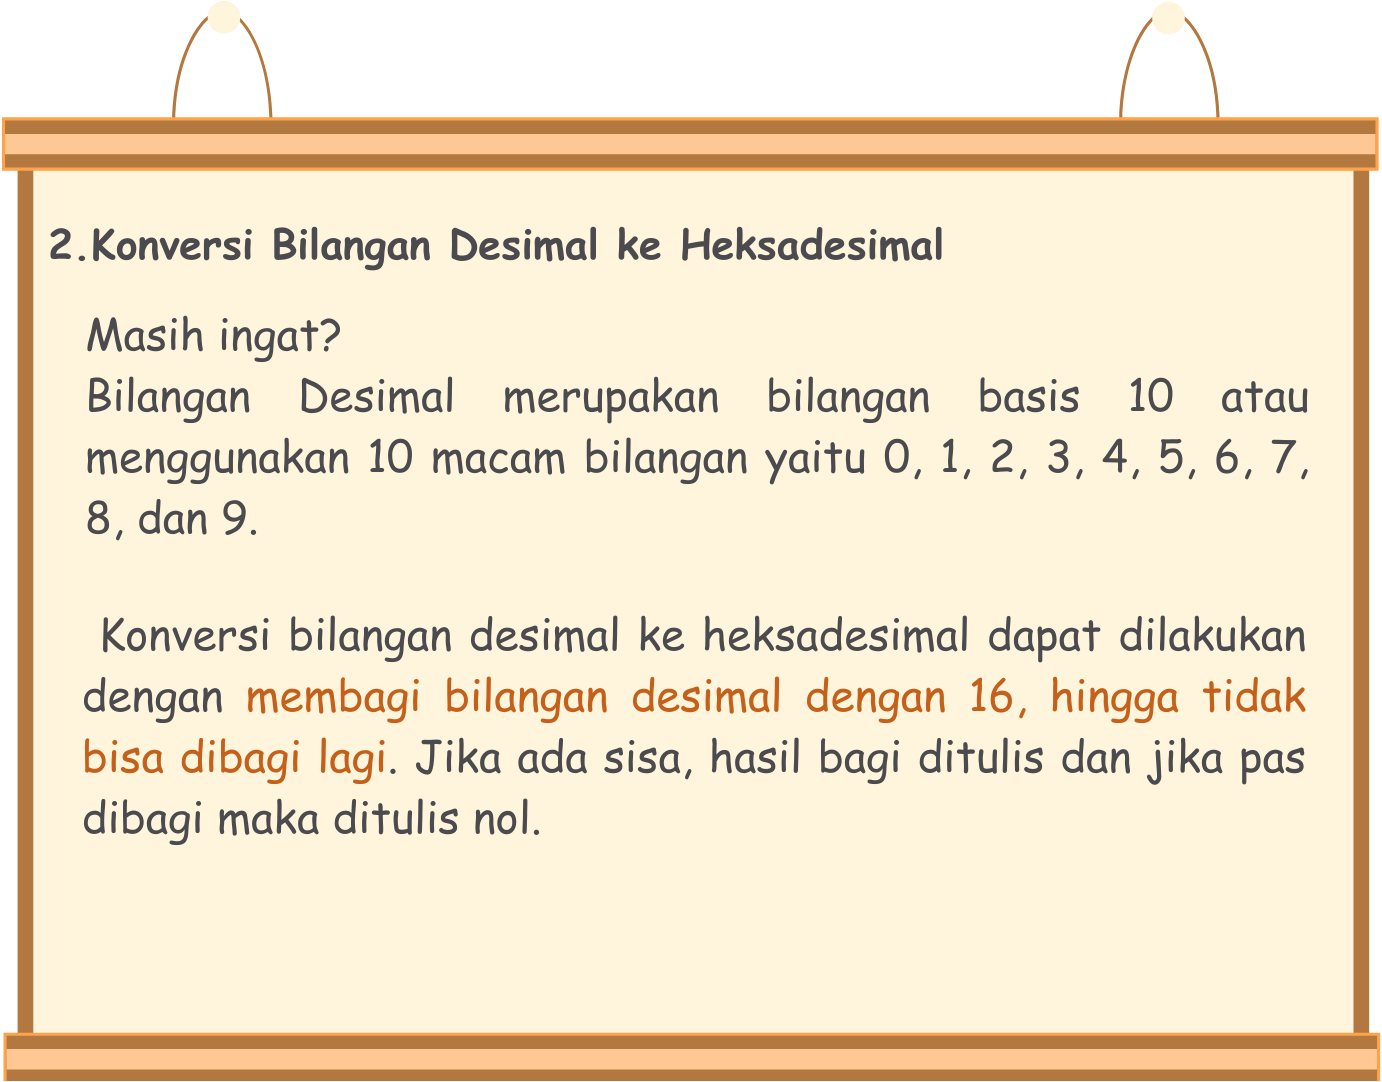 2.Konversi Bilangan Desimal ke Heksadesimal
Masih ingat?
Bilangan Desimal merupakan bilangan basis 10 atau
menggunakan 10 macam bilangan yaitu 0, 1, 2, 3, 4, 5, 6, 7,
8, dan 9.
Konversi bilangan desimal ke heksadesimal dapat dilakukan
dengan membagi bilangan desimal dengan 16, hingga tidak
bisa dibagi lagi. Jika ada sisa, hasil bagi ditulis dan jika pas
dibagi maka ditulis nol.